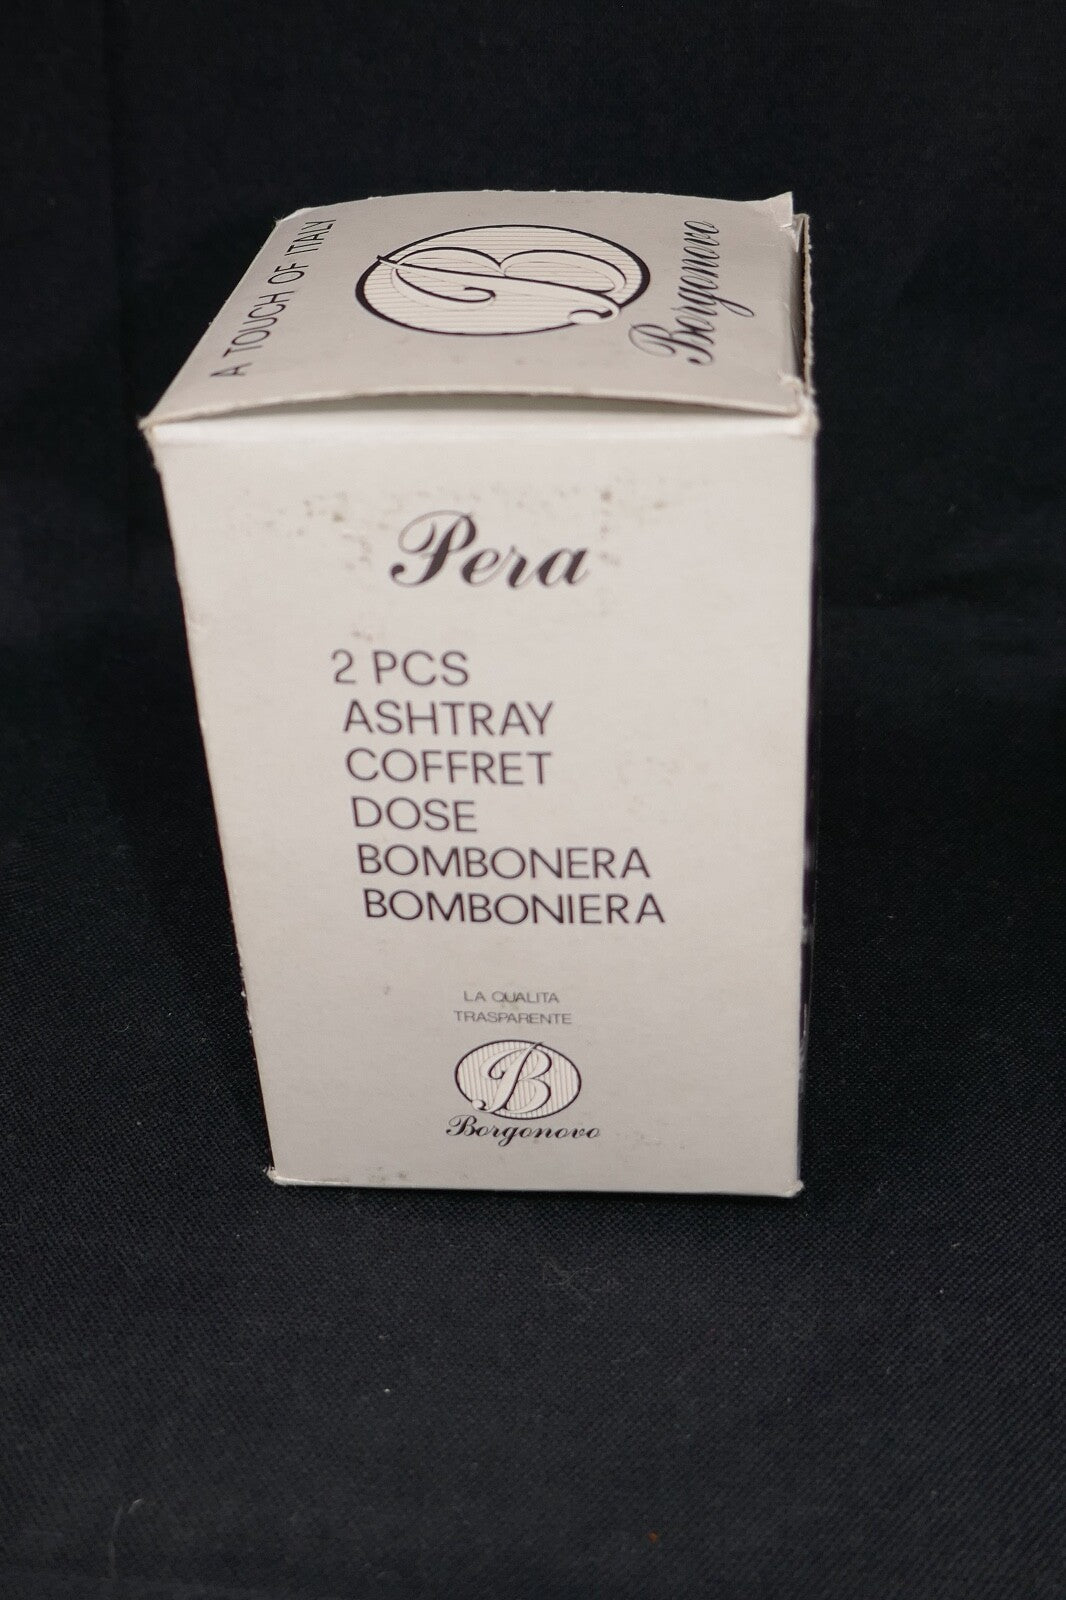 A TOUCH OF ITALY
B
Borgonovo
Pera
2 PCS
ASHTRAY
COFFRET
DOSE
BOMBONERA
BOMBONIERA
LA QUALITA
TRASPARENTE
B
Borgonovo